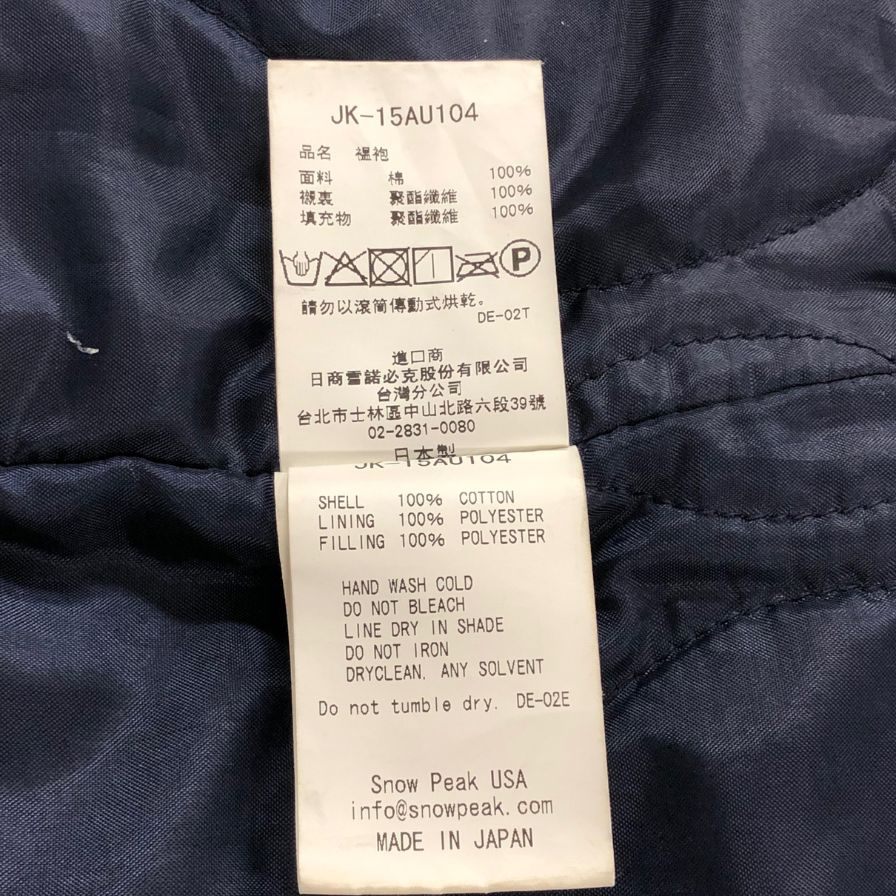 JK-15AU104
品名 褞袍
面料 棉 100%
襯裏 聚酯纖維 100%
填充物 聚酯纖維 100%
P
請勿以滾筒傳動式烘乾。
DE-02T
進口商
日商雪諾必克股份有限公司
台灣分公司
台北市士林區中山北路六段39號
02-2831-0080
日本製
JK-15AU104
SHELL 100% COTTON
LINING 100% POLYESTER
FILLING 100% POLYESTER
HAND WASH COLD
DO NOT BLEACH
LINE DRY IN SHADE
DO NOT IRON
DRYCLEAN, ANY SOLVENT
Do not tumble dry. DE-02E
Snow Peak USA
info@snowpeak.com
MADE IN JAPAN